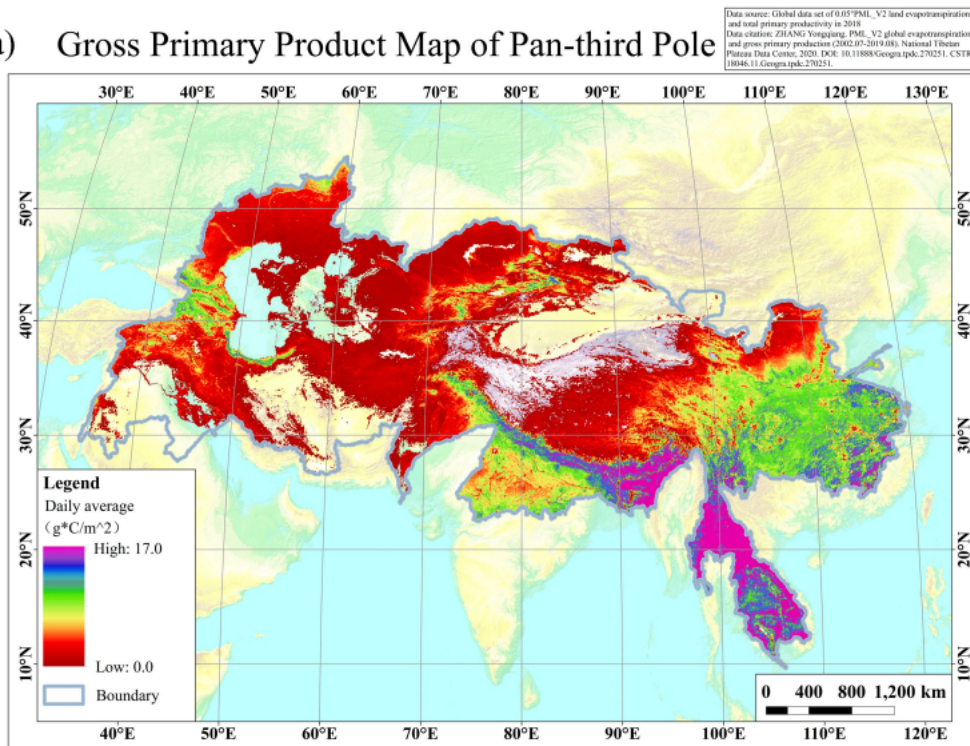 a)
Gross Primary Product Map of Pan-third Pole
Data source: Global data set of 0.05°PML_V2 land evapotranspiration
and total primary productivity in 2018
Data citation: ZHANG Yongqiang. PML_V2 global evapotranspiration
and gross primary production (2002.07-2019.08). National Tibetan
Plateau Data Center, 2020. DOI: 10.11888/Geogra.tpdc.270251. CSTR
18046.11.Geogra.tpdc.270251.
30°E 40°E 50°E 60°E 70°E 80°E 90°E 100°E 110°E 120°E 130°E
50°N 50°N
40°N 40°N
30°N 30°N
20°N 20°N
10°N 10°N
Legend
Daily average
(g*C/m^2)
High: 17.0
Low: 0.0
Boundary
0 400 800 1,200 km
40°E 50°E 60°E 70°E 80°E 90°E 100°E 110°E 120°E